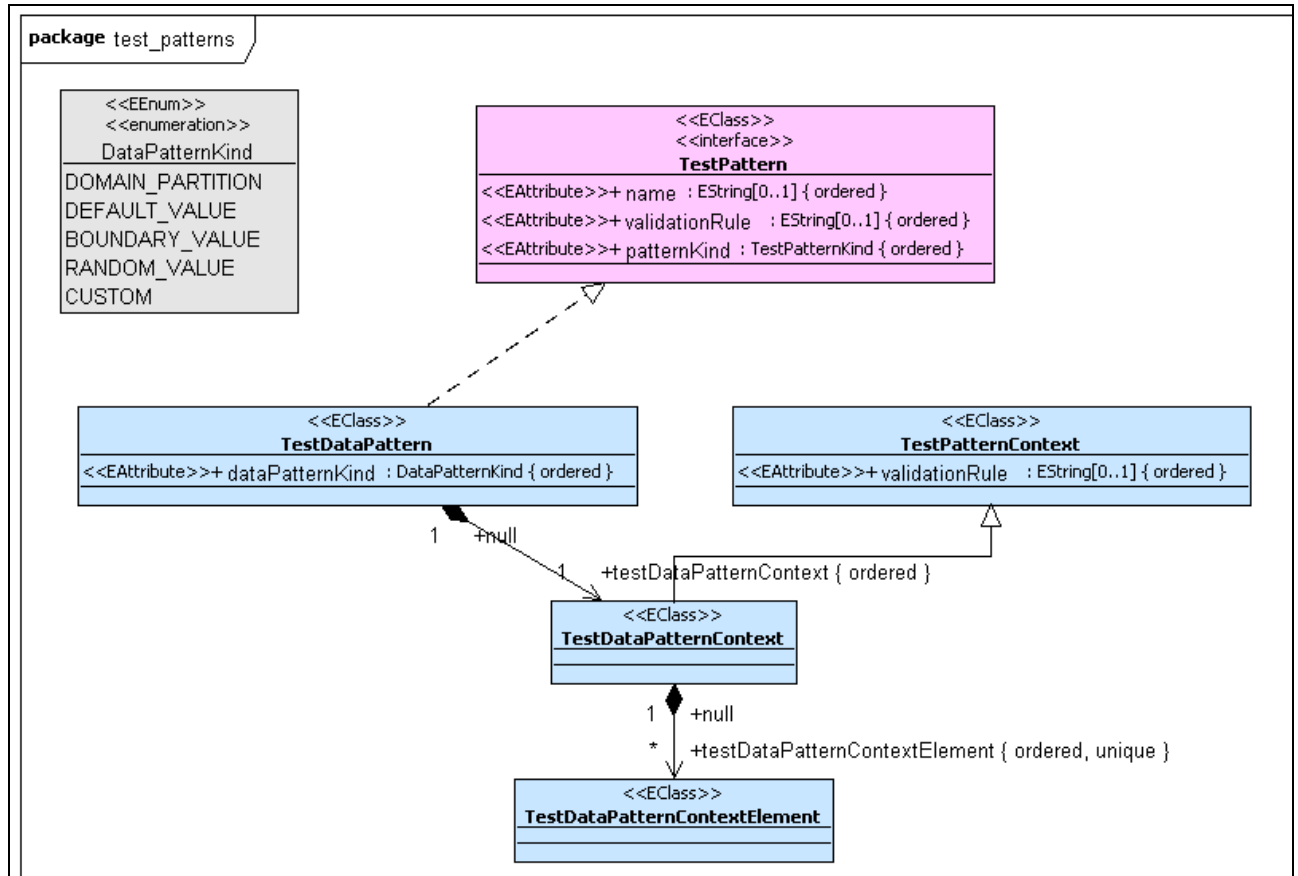 package test_patterns
<<EEnum>>
<<enumeration>>
DataPatternKind
DOMAIN_PARTITION
DEFAULT_VALUE
BOUNDARY_VALUE
RANDOM_VALUE
CUSTOM
<<EClass>>
<<interface>>
TestPattern
<<EAttribute>>+ name : EString[0..1] { ordered }
<<EAttribute>>+ validationRule : EString[0..1] { ordered }
<<EAttribute>>+ patternKind : TestPatternKind { ordered }
<<EClass>>
TestDataPattern
<<EAttribute>>+ dataPatternKind : DataPatternKind { ordered }
<<EClass>>
TestPatternContext
<<EAttribute>>+ validationRule : EString[0..1] { ordered }
1 +null
1 +testDataPatternContext { ordered }
<<EClass>>
TestDataPatternContext
1 +null
* +testDataPatternContextElement { ordered, unique }
<<EClass>>
TestDataPatternContextElement